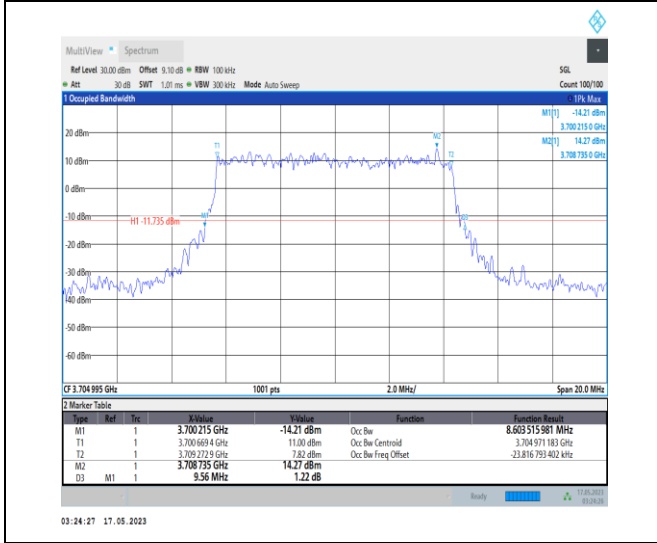 MultiView Spectrum
Ref Level 30.00 dBm Offset 9.10 dB RBW 100 kHz SGL
Att 30 dB SWT 1.01 ms VBW 300 kHz Mode Auto Sweep Count 100/100
1 Occupied Bandwidth 1Pk Max
M1[1] -14.21 dBm
3.700 215 0 GHz
M2[1] 14.27 dBm
3.708 735 0 GHz
20 dBm
M2
T1
T2
10 dBm
0 dBm
-10 dBm
M1
H1 -11.735 dBm
-20 dBm
-30 dBm
-40 dBm
-50 dBm
-60 dBm
CF 3.704 995 GHz 1001 pts 2.0 MHz/ Span 20.0 MHz
2 Marker Table
Type Ref Trc X-Value Y-Value Function Function Result
M1 1 3.700 215 GHz -14.21 dBm Occ Bw 8.603 515 981 MHz
T1 1 3.700 669 4 GHz 11.00 dBm Occ Bw Centroid 3.704 971 183 GHz
T2 1 3.709 272 9 GHz 7.82 dBm Occ Bw Freq Offset -23.816 793 402 kHz
M2 1 3.708 735 GHz 14.27 dBm
D3 M1 1 9.56 MHz 1.22 dB
Ready 17.05.2023
03:24:26
03:24:27 17.05.2023